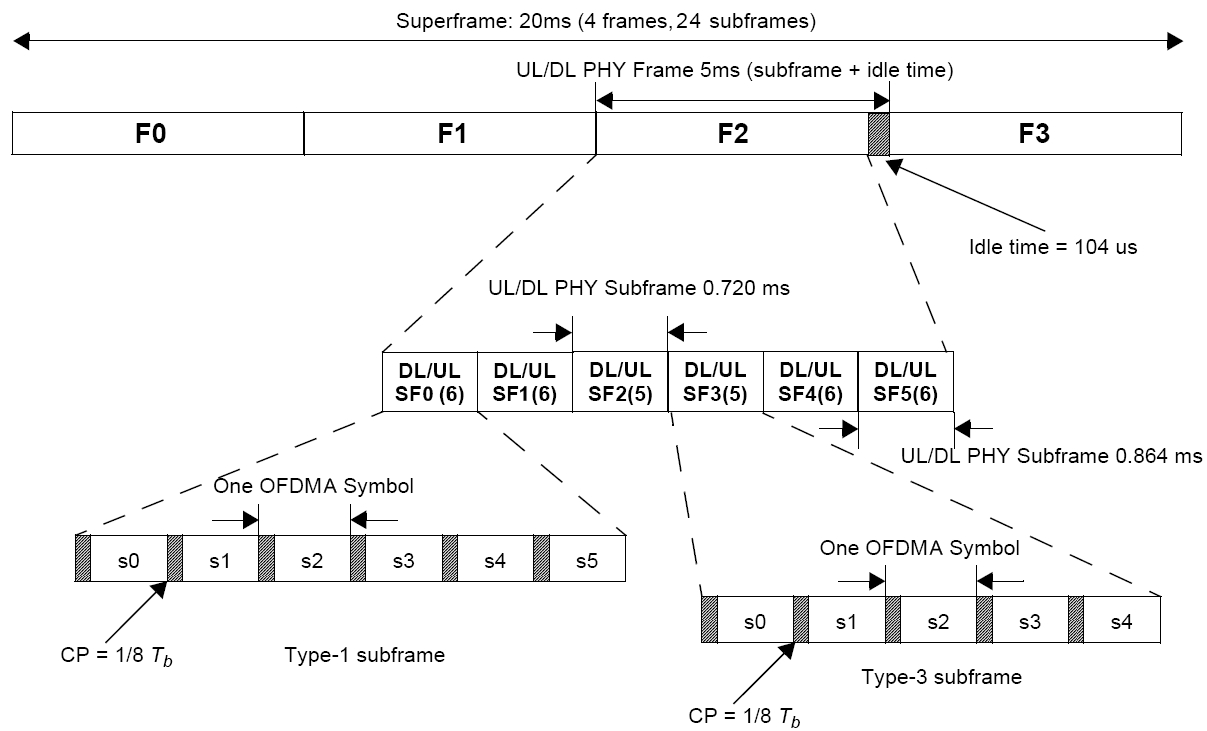 Superframe: 20ms (4 frames, 24 subframes)
UL/DL PHY Frame 5ms (subframe + idle time)
F0 F1 F2 F3
Idle time = 104 us
UL/DL PHY Subframe 0.720 ms
DL/UL DL/UL DL/UL DL/UL DL/UL DL/UL
SF0 (6) SF1(6) SF2(5) SF3(5) SF4(6) SF5(6)
UL/DL PHY Subframe 0.864 ms
One OFDMA Symbol
s0 s1 s2 s3 s4 s5
One OFDMA Symbol
s0 s1 s2 s3 s4
CP = 1/8 Tb
Type-1 subframe
Type-3 subframe
CP = 1/8 Tb